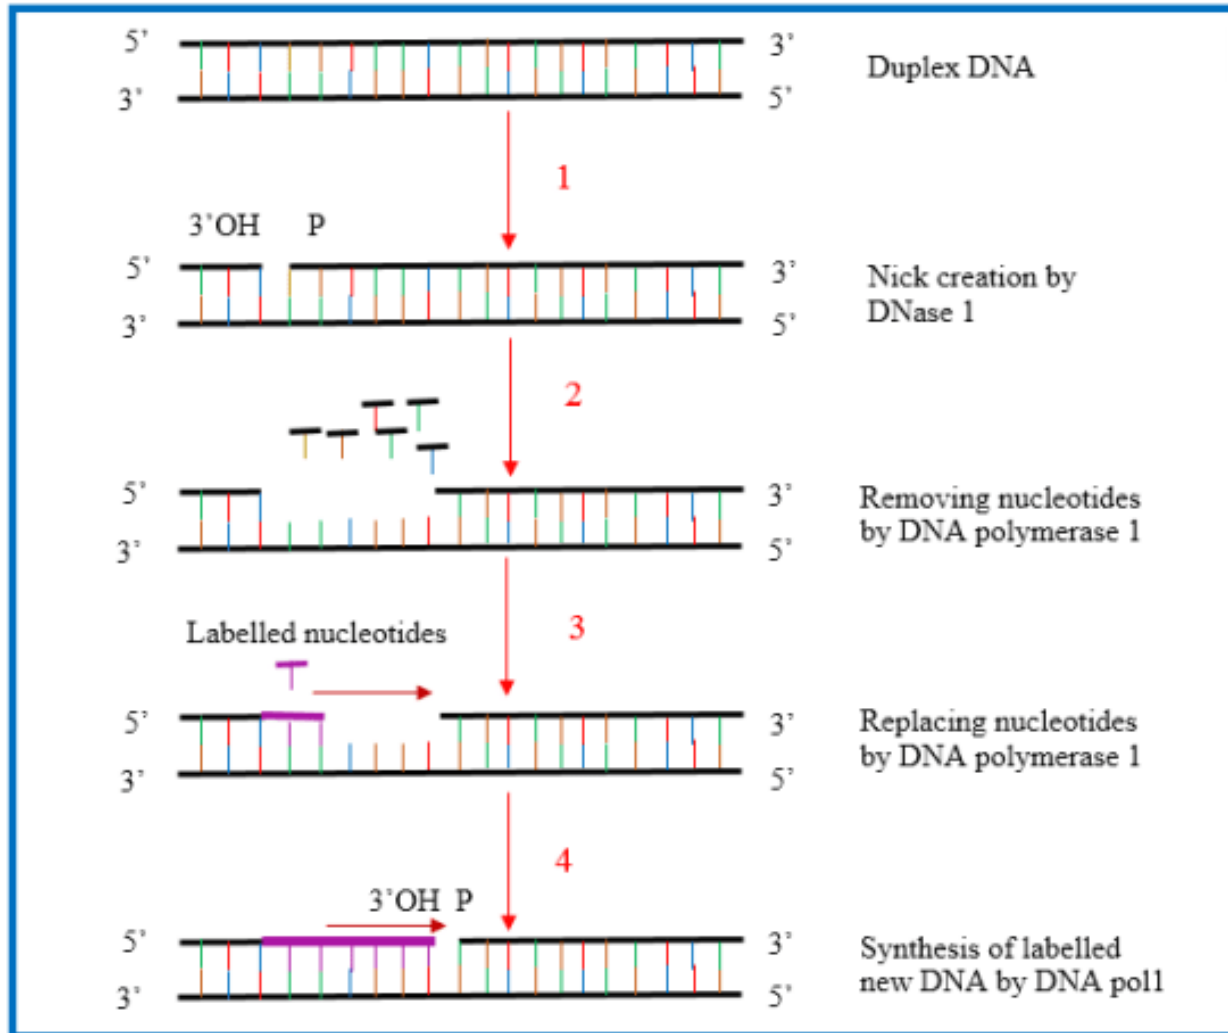 5’ 3’
Duplex DNA
3’ 5’
1
3’OH P
5’ 3’
Nick creation by
DNase 1
3’ 5’
2
5’ 3’
Removing nucleotides
by DNA polymerase 1
3’ 5’
3
Labelled nucleotides
5’ 3’
Replacing nucleotides
by DNA polymerase 1
3’ 5’
4
3’OH P
5’ 3’
Synthesis of labelled
new DNA by DNA pol1
3’ 5’